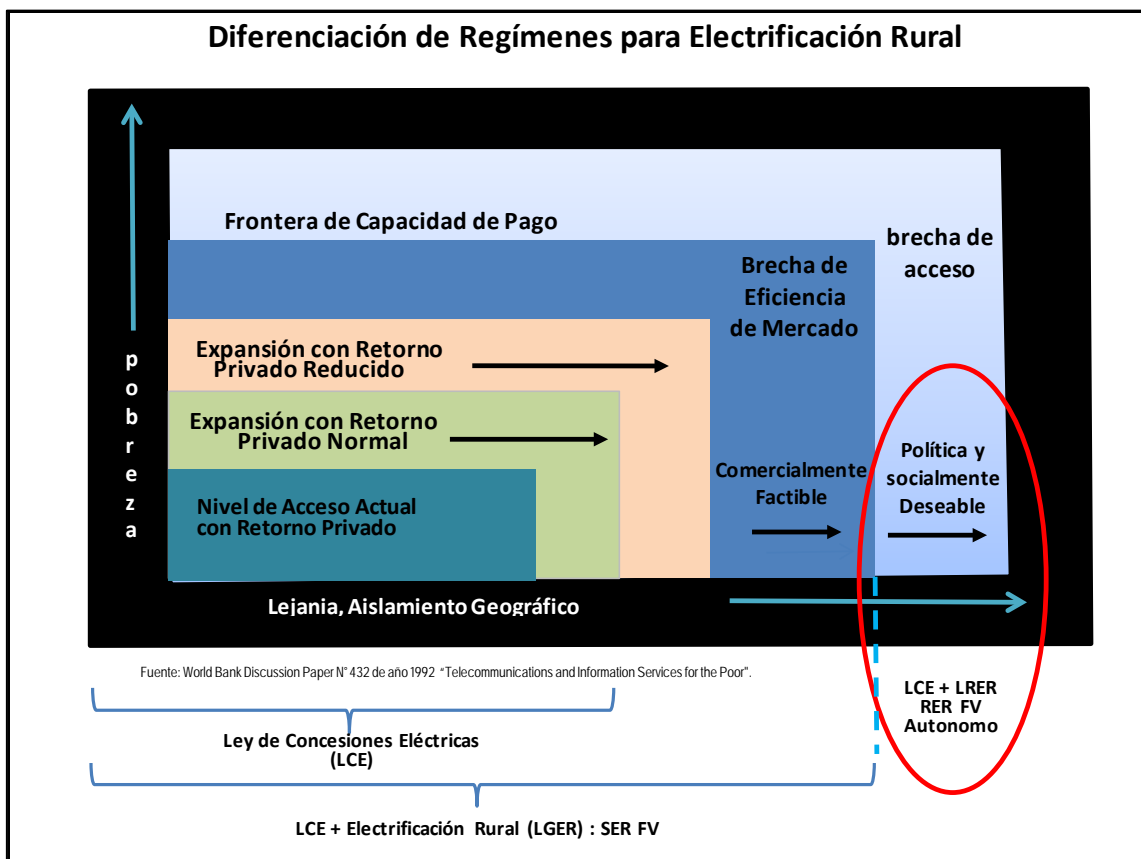 Diferenciación de Regímenes para Electrificación Rural
pobreza
Frontera de Capacidad de Pago
brecha de
acceso
Brecha de
Eficiencia
de Mercado
Expansión con Retorno
Privado Reducido
Expansión con Retorno
Privado Normal
Nivel de Acceso Actual
con Retorno Privado
Comercialmente
Factible
Política y
socialmente
Deseable
Lejania, Aislamiento Geográfico
Fuente: World Bank Discussion Paper N° 432 de año 1992 “Telecommunications and Information Services for the Poor”.
LCE + LRER
RER FV
Autonomo
Ley de Concesiones Eléctricas
(LCE)
LCE + Electrificación Rural (LGER) : SER FV